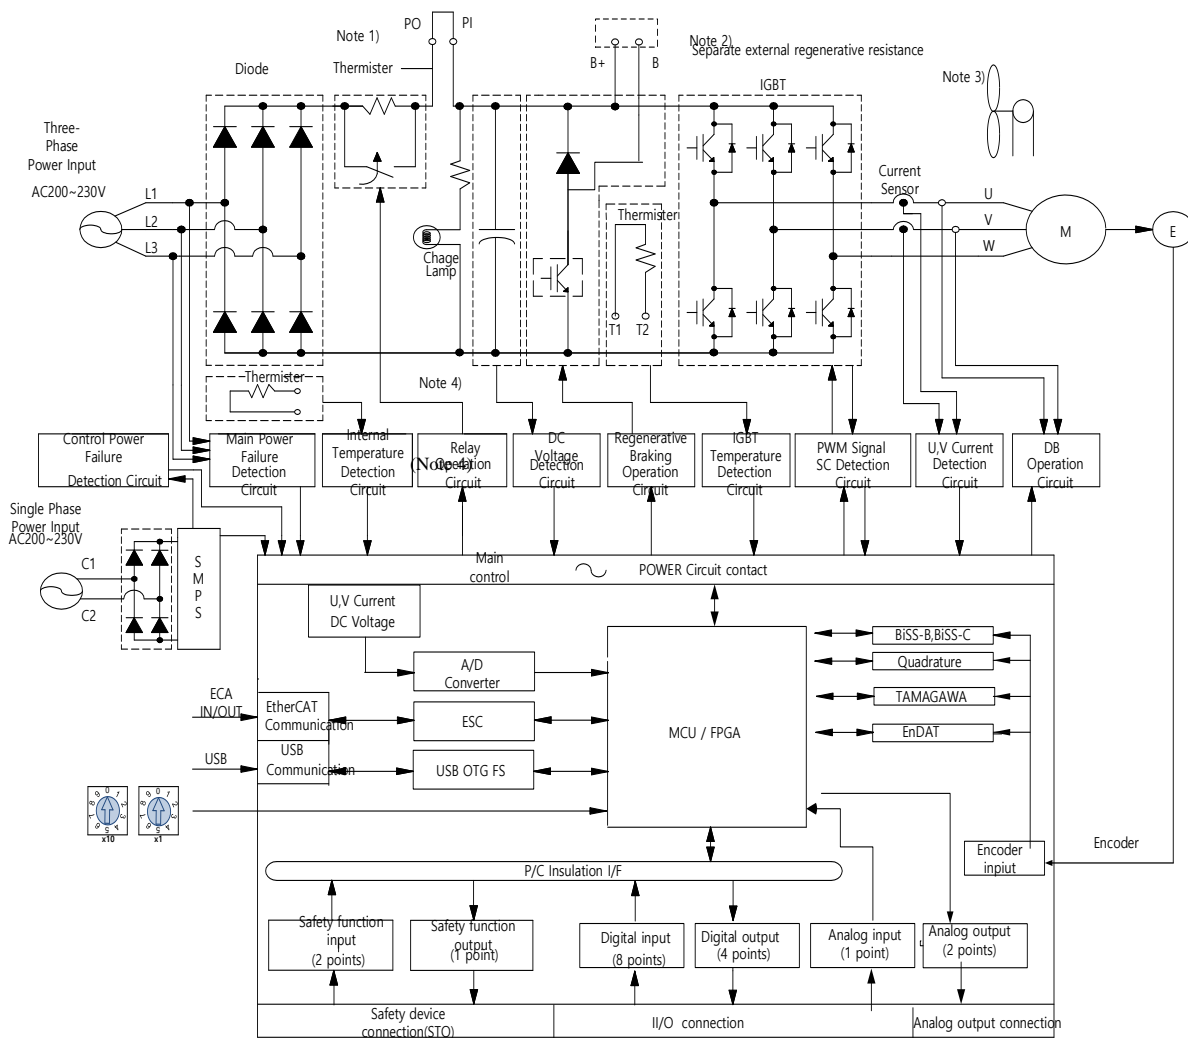 PO
PI
Note 1)
Thermister
Diode
B+
B
Note 2)
Separate external regenerative resistance
IGBT
Note 3)
Three-
Phase
Power Input
AC200~230V
L1
L2
L3
Chage
Lamp
Thermister
T1
T2
Current
Sensor
U
V
W
M
E
Thermister
Note 4)
Control Power
Failure
Detection Circuit
Main Power
Failure
Detection
Circuit
Internal
Temperature
Detection
Circuit
Relay
Operation
Circuit
(Note 4)
DC
Voltage
Detection
Circuit
Regenerative
Braking
Operation
Circuit
IGBT
Temperature
Detection
Circuit
PWM Signal
SC Detection
Circuit
U,V Current
Detection
Circuit
DB
Operation
Circuit
Single Phase
Power Input
AC200~230V
C1
C2
S
M
P
S
Main
control
POWER Circuit contact
U,V Current
DC Voltage
A/D
Converter
ESC
USB OTG FS
MCU / FPGA
BiSS-B,BiSS-C
Quadrature
TAMAGAWA
EnDAT
ECA
IN/OUT
EtherCAT
Communication
USB
USB
Communication
x10
x1
Encoder
inpiut
Encoder
P/C Insulation I/F
Safety function
input
(2 points)
Safety function
output
(1 point)
Digital input
(8 points)
Digital output
(4 points)
Analog input
(1 point)
Analog output
(2 points)
Safety device
connection(STO)
II/O connection
Analog output connection